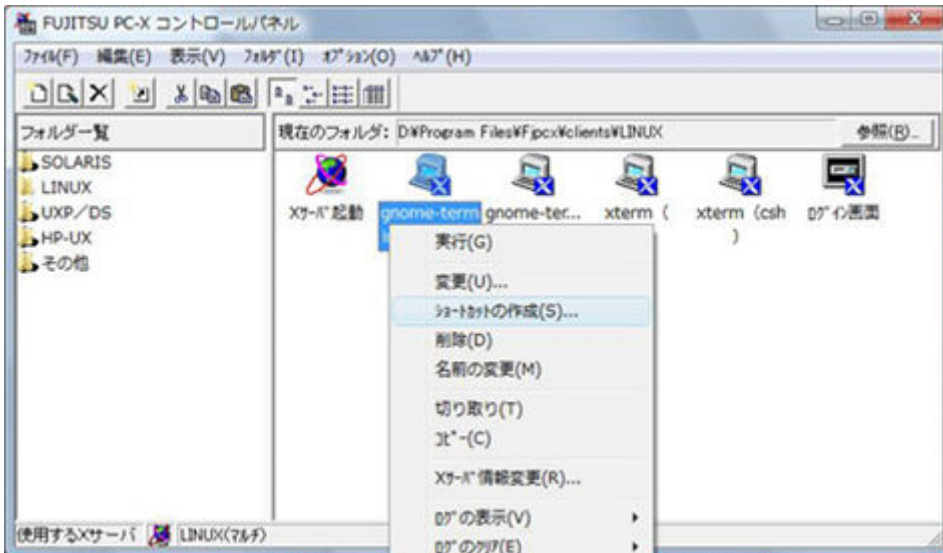 FUJITSU PC-X コントロールパネル
ﾌｧｲﾙ(F) 編集(E) 表示(V) ﾌｫﾙﾀﾞ(I) ｵﾌﾟｼｮﾝ(O) ﾍﾙﾌﾟ(H)
フォルダ一覧
現在のフォルダ: D:¥Program Files¥Fjpcx¥clients¥LINUX
参照(R)...
SOLARIS
LINUX
UXP/DS
HP-UX
その他
Xｻｰﾊﾞ起動
gnome-term
gnome-ter...
xterm (
xterm (csh
)
ﾛｸﾞｲﾝ画面
実行(G)
変更(U)...
ｼｮｰﾄｶｯﾄの作成(S)...
削除(D)
名前の変更(M)
切り取り(T)
ｺﾋﾟｰ(C)
Xｻｰﾊﾞ情報変更(R)...
ﾛｸﾞの表示(V)
ﾛｸﾞのｸﾘｱ(E)
使用するXサーバ
LINUX(ﾏﾙﾁ)